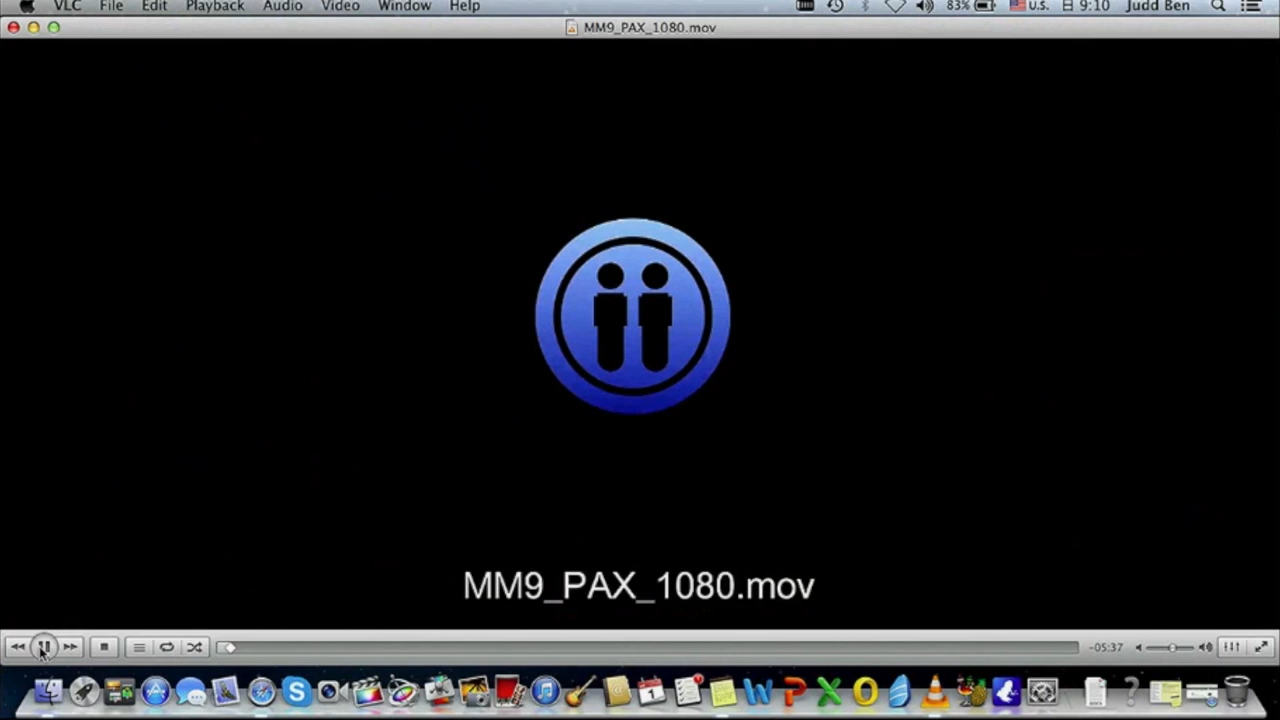 VLC File Edit Playback Audio Video Window Help 83% U.S. 日 9:10 Judd Ben
MM9_PAX_1080.mov
MM9_PAX_1080.mov
-05:37